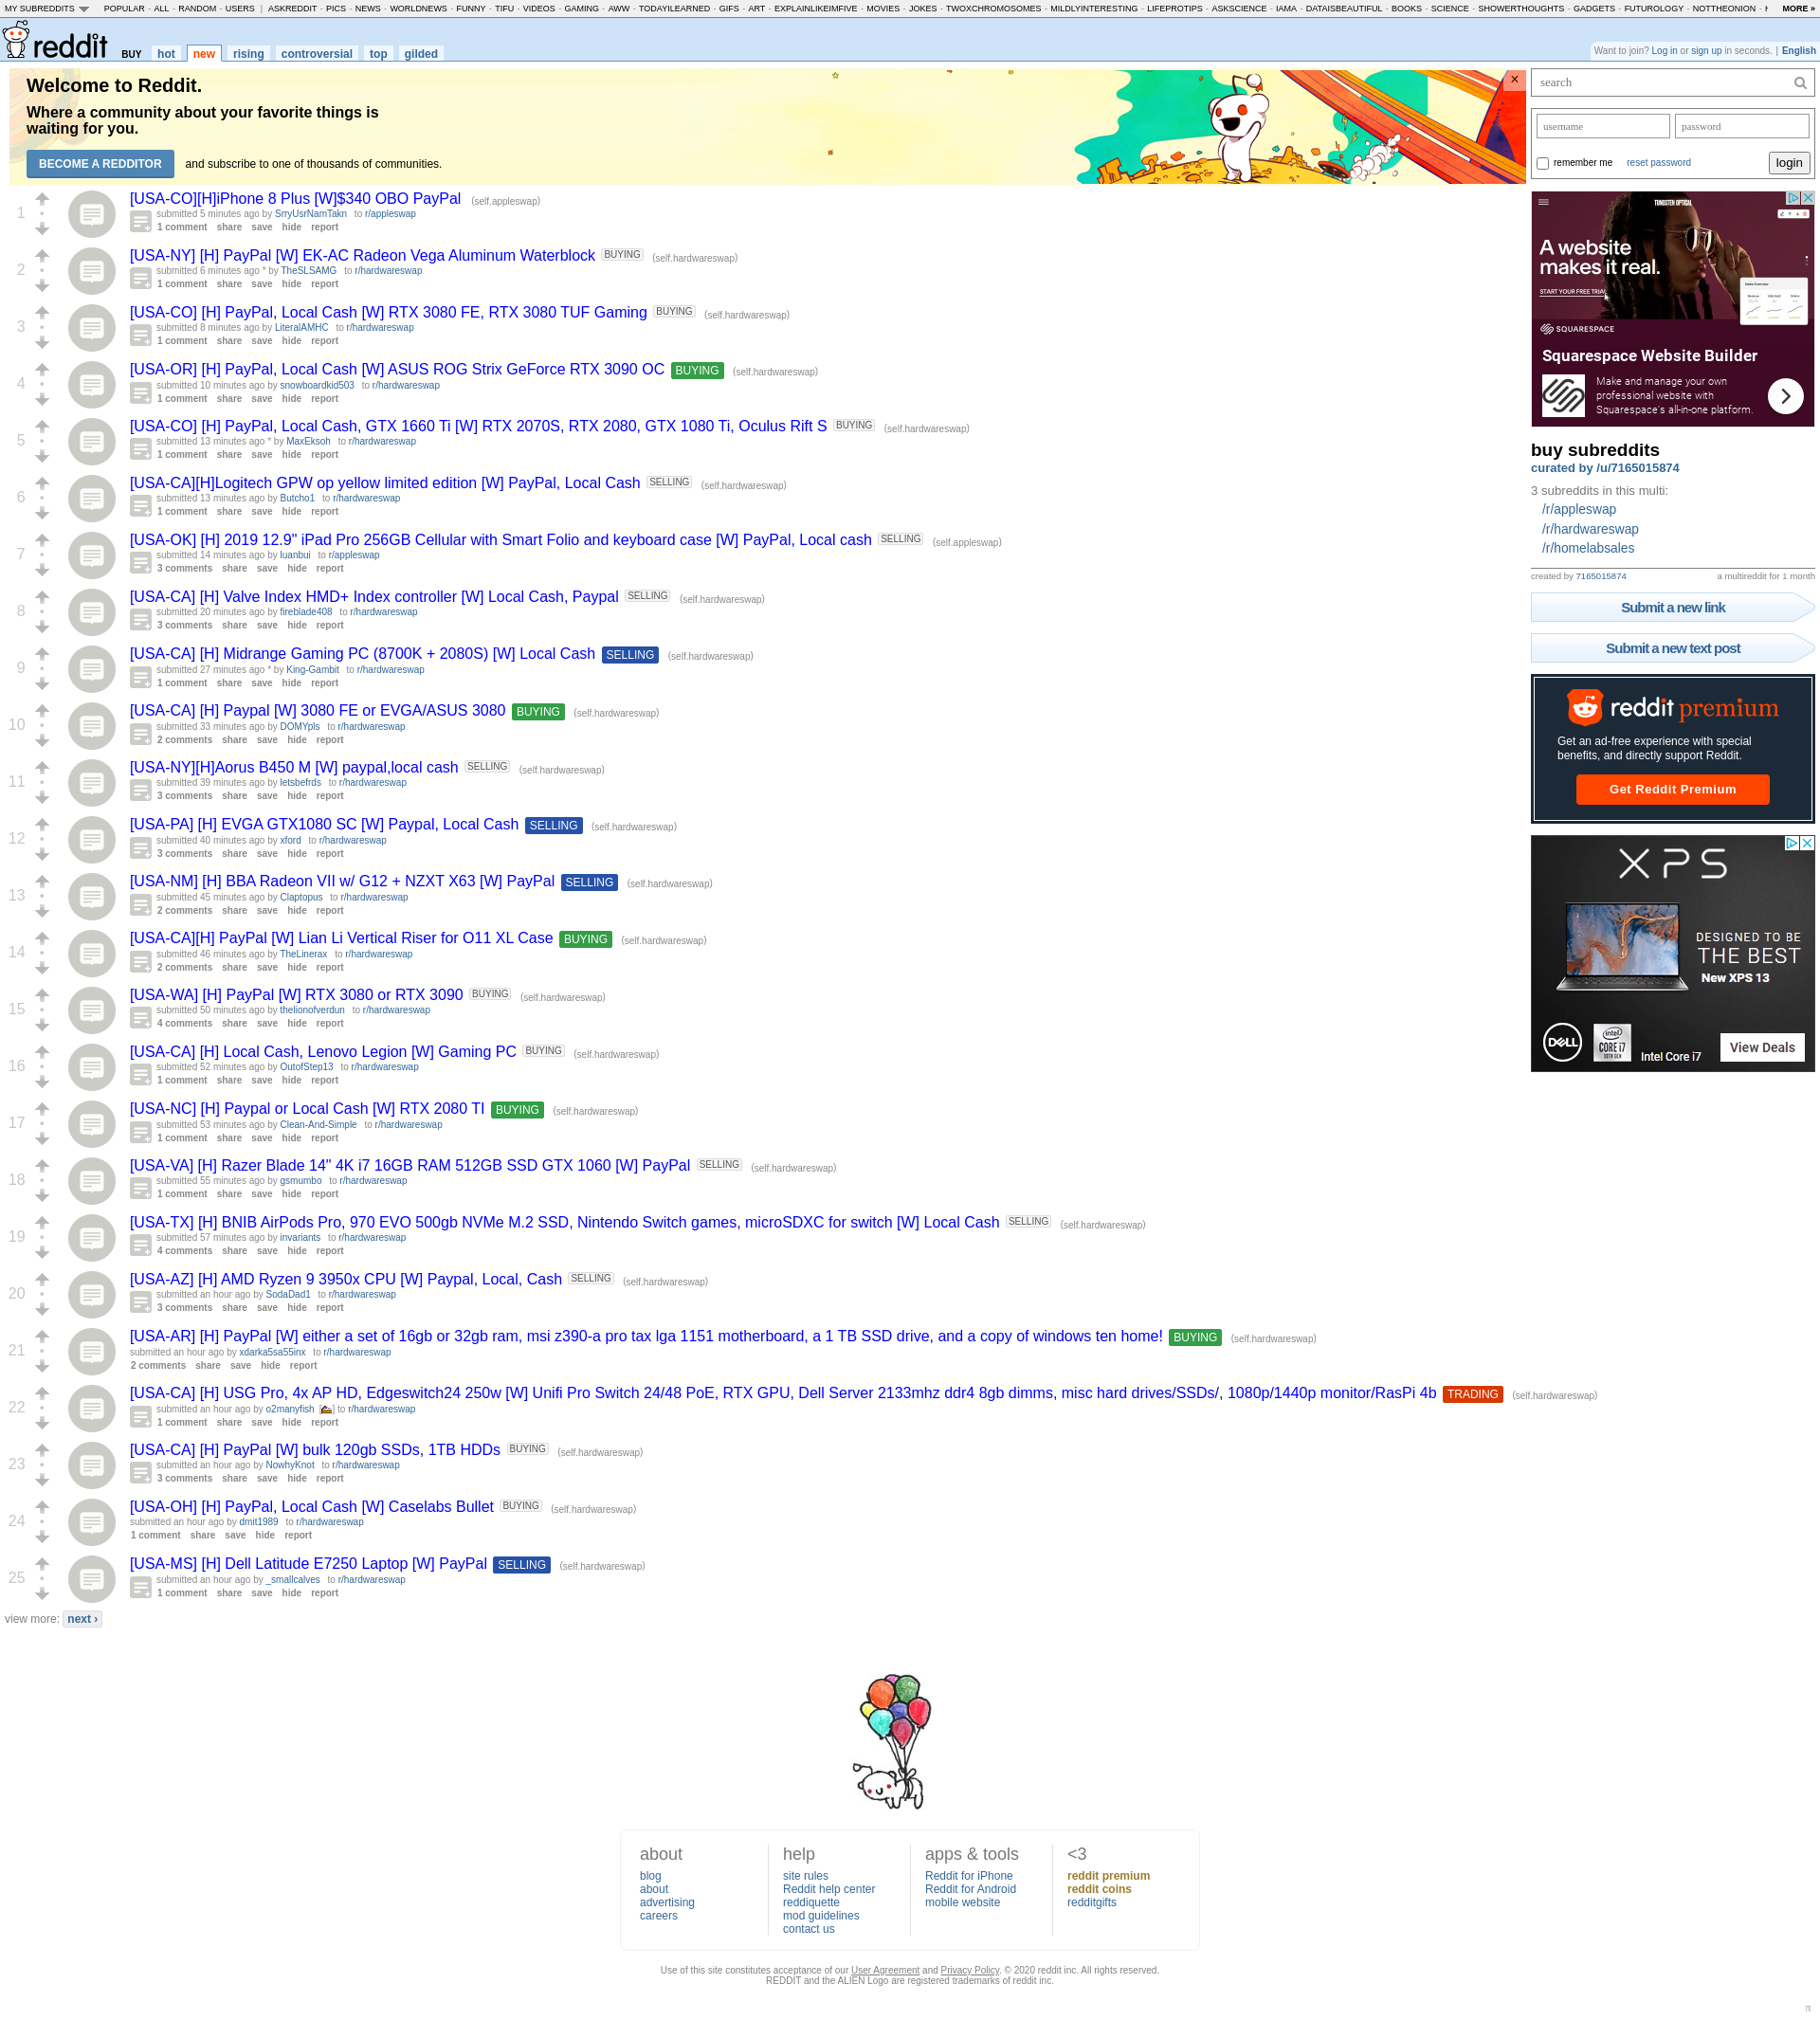 MY SUBREDDITS POPULAR - ALL - RANDOM - USERS | ASKREDDIT - PICS - NEWS - WORLDNEWS - FUNNY - TIFU - VIDEOS - GAMING - AWW - TODAYILEARNED - GIFS - ART - EXPLAINLIKEIMFIVE - MOVIES - JOKES - TWOXCHROMOSOMES - MILDLYINTERESTING - LIFEPROTIPS - ASKSCIENCE - IAMA - DATAISBEAUTIFUL - BOOKS - SCIENCE - SHOWERTHOUGHTS - GADGETS - FUTUROLOGY - NOTTHEONION - MORE »
reddit BUY hot new rising controversial top gilded
Want to join? Log in or sign up in seconds. | English
Welcome to Reddit.
Where a community about your favorite things is
waiting for you.
BECOME A REDDITOR and subscribe to one of thousands of communities.
×
1
[USA-CO][H]iPhone 8 Plus [W]$340 OBO PayPal (self.appleswap)
submitted 5 minutes ago by SrryUsrNamTakn to r/appleswap
1 comment share save hide report
2
[USA-NY] [H] PayPal [W] EK-AC Radeon Vega Aluminum Waterblock BUYING (self.hardwareswap)
submitted 6 minutes ago * by TheSLSAMG to r/hardwareswap
1 comment share save hide report
3
[USA-CO] [H] PayPal, Local Cash [W] RTX 3080 FE, RTX 3080 TUF Gaming BUYING (self.hardwareswap)
submitted 8 minutes ago by LiteralAMHC to r/hardwareswap
1 comment share save hide report
4
[USA-OR] [H] PayPal, Local Cash [W] ASUS ROG Strix GeForce RTX 3090 OC BUYING (self.hardwareswap)
submitted 10 minutes ago by snowboardkid503 to r/hardwareswap
1 comment share save hide report
5
[USA-CO] [H] PayPal, Local Cash, GTX 1660 Ti [W] RTX 2070S, RTX 2080, GTX 1080 Ti, Oculus Rift S BUYING (self.hardwareswap)
submitted 13 minutes ago * by MaxEksoh to r/hardwareswap
1 comment share save hide report
6
[USA-CA][H]Logitech GPW op yellow limited edition [W] PayPal, Local Cash SELLING (self.hardwareswap)
submitted 13 minutes ago by Butcho1 to r/hardwareswap
1 comment share save hide report
7
[USA-OK] [H] 2019 12.9" iPad Pro 256GB Cellular with Smart Folio and keyboard case [W] PayPal, Local cash SELLING (self.appleswap)
submitted 14 minutes ago by luanbui to r/appleswap
3 comments share save hide report
8
[USA-CA] [H] Valve Index HMD+ Index controller [W] Local Cash, Paypal SELLING (self.hardwareswap)
submitted 20 minutes ago by fireblade408 to r/hardwareswap
3 comments share save hide report
9
[USA-CA] [H] Midrange Gaming PC (8700K + 2080S) [W] Local Cash SELLING (self.hardwareswap)
submitted 27 minutes ago * by King-Gambit to r/hardwareswap
1 comment share save hide report
10
[USA-CA] [H] Paypal [W] 3080 FE or EVGA/ASUS 3080 BUYING (self.hardwareswap)
submitted 33 minutes ago by DOMYpls to r/hardwareswap
2 comments share save hide report
11
[USA-NY][H]Aorus B450 M [W] paypal,local cash SELLING (self.hardwareswap)
submitted 39 minutes ago by letsbefrds to r/hardwareswap
3 comments share save hide report
12
[USA-PA] [H] EVGA GTX1080 SC [W] Paypal, Local Cash SELLING (self.hardwareswap)
submitted 40 minutes ago by xford to r/hardwareswap
3 comments share save hide report
13
[USA-NM] [H] BBA Radeon VII w/ G12 + NZXT X63 [W] PayPal SELLING (self.hardwareswap)
submitted 45 minutes ago by Claptopus to r/hardwareswap
2 comments share save hide report
14
[USA-CA][H] PayPal [W] Lian Li Vertical Riser for O11 XL Case BUYING (self.hardwareswap)
submitted 46 minutes ago by TheLinerax to r/hardwareswap
2 comments share save hide report
15
[USA-WA] [H] PayPal [W] RTX 3080 or RTX 3090 BUYING (self.hardwareswap)
submitted 50 minutes ago by thelionofverdun to r/hardwareswap
4 comments share save hide report
16
[USA-CA] [H] Local Cash, Lenovo Legion [W] Gaming PC BUYING (self.hardwareswap)
submitted 52 minutes ago by OutofStep13 to r/hardwareswap
1 comment share save hide report
17
[USA-NC] [H] Paypal or Local Cash [W] RTX 2080 TI BUYING (self.hardwareswap)
submitted 53 minutes ago by Clean-And-Simple to r/hardwareswap
1 comment share save hide report
18
[USA-VA] [H] Razer Blade 14" 4K i7 16GB RAM 512GB SSD GTX 1060 [W] PayPal SELLING (self.hardwareswap)
submitted 55 minutes ago by gsmumbo to r/hardwareswap
1 comment share save hide report
19
[USA-TX] [H] BNIB AirPods Pro, 970 EVO 500gb NVMe M.2 SSD, Nintendo Switch games, microSDXC for switch [W] Local Cash SELLING (self.hardwareswap)
submitted 57 minutes ago by invariants to r/hardwareswap
4 comments share save hide report
20
[USA-AZ] [H] AMD Ryzen 9 3950x CPU [W] Paypal, Local, Cash SELLING (self.hardwareswap)
submitted an hour ago by SodaDad1 to r/hardwareswap
3 comments share save hide report
21
[USA-AR] [H] PayPal [W] either a set of 16gb or 32gb ram, msi z390-a pro tax lga 1151 motherboard, a 1 TB SSD drive, and a copy of windows ten home! BUYING (self.hardwareswap)
submitted an hour ago by xdarka5sa55inx to r/hardwareswap
2 comments share save hide report
22
[USA-CA] [H] USG Pro, 4x AP HD, Edgeswitch24 250w [W] Unifi Pro Switch 24/48 PoE, RTX GPU, Dell Server 2133mhz ddr4 8gb dimms, misc hard drives/SSDs/, 1080p/1440p monitor/RasPi 4b TRADING (self.hardwareswap)
submitted an hour ago by o2manyfish [ ] to r/hardwareswap
1 comment share save hide report
23
[USA-CA] [H] PayPal [W] bulk 120gb SSDs, 1TB HDDs BUYING (self.hardwareswap)
submitted an hour ago by NowhyKnot to r/hardwareswap
3 comments share save hide report
24
[USA-OH] [H] PayPal, Local Cash [W] Caselabs Bullet BUYING (self.hardwareswap)
submitted an hour ago by dmit1989 to r/hardwareswap
1 comment share save hide report
25
[USA-MS] [H] Dell Latitude E7250 Laptop [W] PayPal SELLING (self.hardwareswap)
submitted an hour ago by _smallcalves to r/hardwareswap
1 comment share save hide report
view more: next ›
search
username password
remember me reset password login
TUNGSTEN OPTICAL
A website
makes it real.
START YOUR FREE TRIAL
SQUARESPACE
Squarespace Website Builder
Make and manage your own
professional website with
Squarespace's all-in-one platform.
buy subreddits
curated by /u/7165015874
3 subreddits in this multi:
/r/appleswap
/r/hardwareswap
/r/homelabsales
created by 7165015874 a multireddit for 1 month
Submit a new link
Submit a new text post
reddit premium
Get an ad-free experience with special
benefits, and directly support Reddit.
Get Reddit Premium
XPS
DESIGNED TO BE
THE BEST
New XPS 13
DELL intel CORE i7 10TH GEN Intel Core i7 View Deals
about
blog
about
advertising
careers
help
site rules
Reddit help center
reddiquette
mod guidelines
contact us
apps & tools
Reddit for iPhone
Reddit for Android
mobile website
<3
reddit premium
reddit coins
redditgifts
Use of this site constitutes acceptance of our User Agreement and Privacy Policy. © 2020 reddit inc. All rights reserved.
REDDIT and the ALIEN Logo are registered trademarks of reddit inc.
π